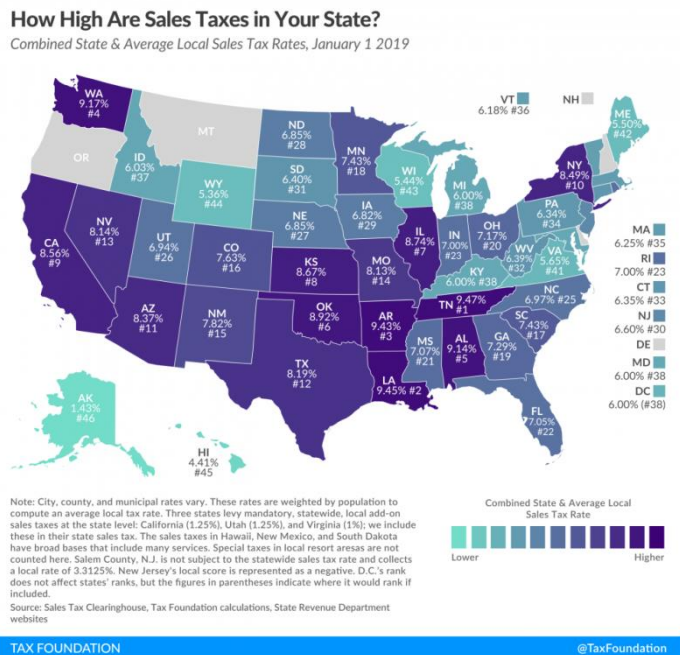 How High Are Sales Taxes in Your State?
Combined State & Average Local Sales Tax Rates, January 1 2019
WA
9.17%
#4
MT
ND
6.85%
#28
MN
7.43%
#18
VT
6.18% #36
NH
ME
5.50%
#42
OR
ID
6.03%
#37
WY
5.36%
#44
SD
6.40%
#31
WI
5.44%
#43
MI
6.00%
#38
NY
8.49%
#10
CA
8.56%
#9
NV
8.14%
#13
UT
6.94%
#26
CO
7.63%
#16
NE
6.85%
#27
IA
6.82%
#29
IL
8.74%
#7
IN
7.00%
#23
OH
7.17%
#20
PA
6.34%
#34
WV
6.39%
#32
VA
5.65%
#41
KS
8.67%
#8
MO
8.13%
#14
KY
6.00% #38
NC
6.97% #25
AZ
8.37%
#11
NM
7.82%
#15
OK
8.92%
#6
AR
9.43%
#3
TN 9.47%
#1
SC
7.43%
#17
TX
8.19%
#12
LA
9.45% #2
MS
7.07%
#21
AL
9.14%
#5
GA
7.29%
#19
FL
7.05%
#22
AK
1.43%
#46
HI
4.41%
#45
MA
6.25% #35
RI
7.00% #23
CT
6.35% #33
NJ
6.60% #30
DE
MD
6.00% #38
DC
6.00% (#38)
Note: City, county, and municipal rates vary. These rates are weighted by population to
compute an average local tax rate. Three states levy mandatory, statewide, local add-on
sales taxes at the state level: California (1.25%), Utah (1.25%), and Virginia (1%); we include
these in their state sales tax. The sales taxes in Hawaii, New Mexico, and South Dakota
have broad bases that include many services. Special taxes in local resort aresas are not
counted here. Salem County, N.J. is not subject to the statewide sales tax rate and collects
a local rate of 3.3125%. New Jersey's local score is represented as a negative. D.C.'s rank
does not affect states' ranks, but the figures in parentheses indicate where it would rank if
included.
Source: Sales Tax Clearinghouse, Tax Foundation calculations, State Revenue Department
websites
Combined State & Average Local
Sales Tax Rate
Lower
Higher
TAX FOUNDATION
@TaxFoundation